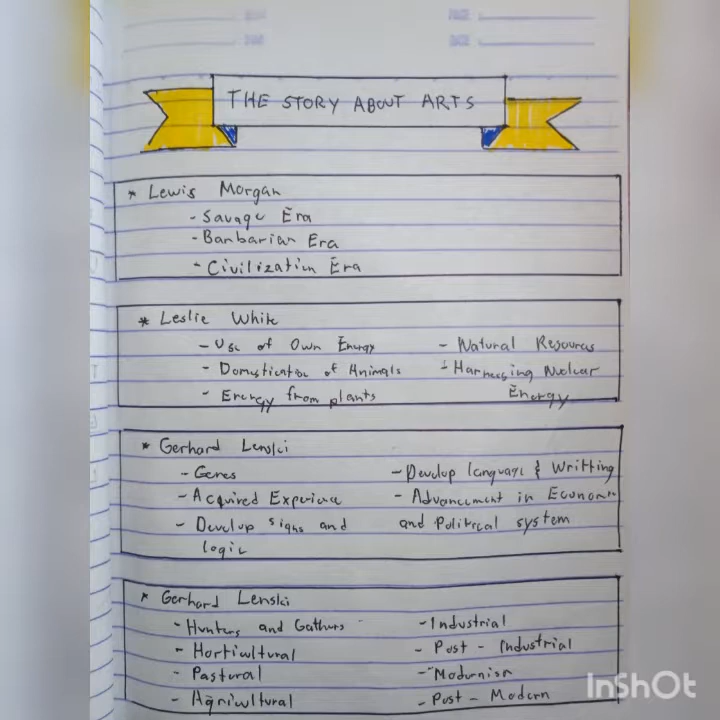 THE STORY ABOUT ARTS
* Lewis Morgan
- Savage Era
- Barbarian Era
- Civilization Era
* Leslie White
- Use of Own Energy
- Domestication of Animals
- Energy from plants
- Natural Resources
- Harnessing Nuclear
Energy
* Gerhard Lenski
- Genes
- Acquired Experience
- Develop signs and
logic
- Develop language & Writting
- Advancement in Economic
and Political system
* Gerhard Lenski
- Hunters and Gathers
- Horticultural
- Pastoral
- Agricultural
- Industrial
- Post - Industrial
- Modernism
- Post - Modern
InShOt